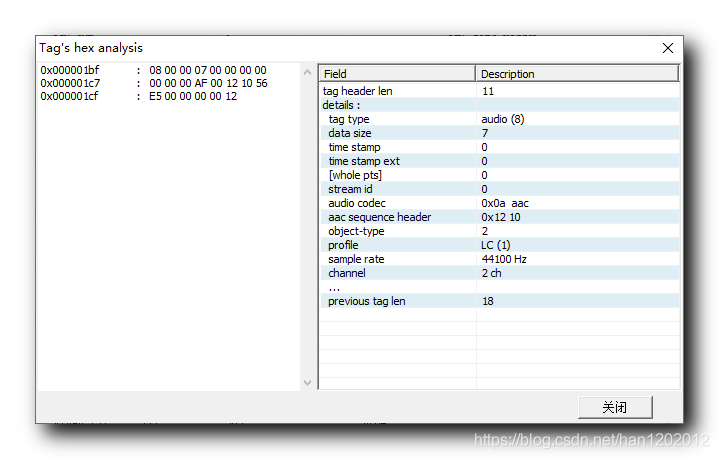 Tag's hex analysis
0x000001bf : 08 00 00 07 00 00 00 00
0x000001c7 : 00 00 00 AF 00 12 10 56
0x000001cf : E5 00 00 00 00 12
Field Description
tag header len 11
details :
tag type audio (8)
data size 7
time stamp 0
time stamp ext 0
[whole pts] 0
stream id 0
audio codec 0x0a aac
aac sequence header 0x12 10
object-type 2
profile LC (1)
sample rate 44100 Hz
channel 2 ch
...
previous tag len 18
关闭
https://blog.csdn.net/han1202012